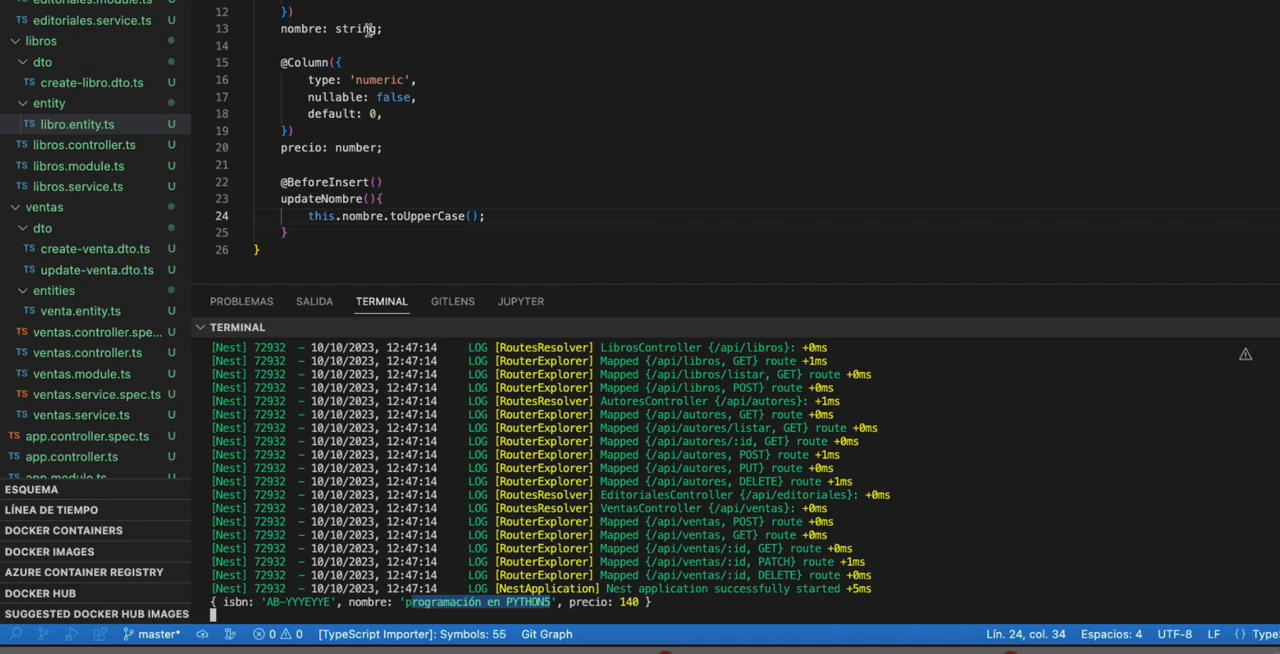 editoriales.module.ts U
editoriales.service.ts U
libros
dto
TS create-libro.dto.ts U
entity
TS libro.entity.ts U
TS libros.controller.ts U
TS libros.module.ts U
TS libros.service.ts U
ventas
dto
TS create-venta.dto.ts U
TS update-venta.dto.ts U
entities
TS venta.entity.ts U
TS ventas.controller.spe... U
TS ventas.controller.ts U
TS ventas.module.ts U
TS ventas.service.spec.ts U
TS ventas.service.ts U
TS app.controller.spec.ts U
TS app.controller.ts U
TS app.module.ts U
ESQUEMA
LÍNEA DE TIEMPO
DOCKER CONTAINERS
DOCKER IMAGES
AZURE CONTAINER REGISTRY
DOCKER HUB
SUGGESTED DOCKER HUB IMAGES
12 })
13 nombre: string;
14
15 @Column({
16 type: 'numeric',
17 nullable: false,
18 default: 0,
19 })
20 precio: number;
21
22 @BeforeInsert()
23 updateNombre(){
24 this.nombre.toUpperCase();
25 }
26 }
PROBLEMAS SALIDA TERMINAL GITLENS JUPYTER
TERMINAL
[Nest] 72932 - 10/10/2023, 12:47:14 LOG [RoutesResolver] LibrosController {/api/libros}: +0ms
[Nest] 72932 - 10/10/2023, 12:47:14 LOG [RouterExplorer] Mapped {/api/libros, GET} route +1ms
[Nest] 72932 - 10/10/2023, 12:47:14 LOG [RouterExplorer] Mapped {/api/libros/listar, GET} route +0ms
[Nest] 72932 - 10/10/2023, 12:47:14 LOG [RouterExplorer] Mapped {/api/libros, POST} route +0ms
[Nest] 72932 - 10/10/2023, 12:47:14 LOG [RoutesResolver] AutoresController {/api/autores}: +1ms
[Nest] 72932 - 10/10/2023, 12:47:14 LOG [RouterExplorer] Mapped {/api/autores, GET} route +0ms
[Nest] 72932 - 10/10/2023, 12:47:14 LOG [RouterExplorer] Mapped {/api/autores/listar, GET} route +0ms
[Nest] 72932 - 10/10/2023, 12:47:14 LOG [RouterExplorer] Mapped {/api/autores/:id, GET} route +0ms
[Nest] 72932 - 10/10/2023, 12:47:14 LOG [RouterExplorer] Mapped {/api/autores, POST} route +1ms
[Nest] 72932 - 10/10/2023, 12:47:14 LOG [RouterExplorer] Mapped {/api/autores, PUT} route +0ms
[Nest] 72932 - 10/10/2023, 12:47:14 LOG [RouterExplorer] Mapped {/api/autores, DELETE} route +1ms
[Nest] 72932 - 10/10/2023, 12:47:14 LOG [RoutesResolver] EditorialesController {/api/editoriales}: +0ms
[Nest] 72932 - 10/10/2023, 12:47:14 LOG [RoutesResolver] VentasController {/api/ventas}: +0ms
[Nest] 72932 - 10/10/2023, 12:47:14 LOG [RouterExplorer] Mapped {/api/ventas, POST} route +0ms
[Nest] 72932 - 10/10/2023, 12:47:14 LOG [RouterExplorer] Mapped {/api/ventas, GET} route +0ms
[Nest] 72932 - 10/10/2023, 12:47:14 LOG [RouterExplorer] Mapped {/api/ventas/:id, GET} route +0ms
[Nest] 72932 - 10/10/2023, 12:47:14 LOG [RouterExplorer] Mapped {/api/ventas/:id, PATCH} route +1ms
[Nest] 72932 - 10/10/2023, 12:47:14 LOG [RouterExplorer] Mapped {/api/ventas/:id, DELETE} route +0ms
[Nest] 72932 - 10/10/2023, 12:47:14 LOG [NestApplication] Nest application successfully started +5ms
{ isbn: 'AB-YYYEYYE', nombre: 'programación en PYTHON5', precio: 140 }
master* 0 0 [TypeScript Importer]: Symbols: 55 Git Graph Lín. 24, col. 34 Espacios: 4 UTF-8 LF {} Type